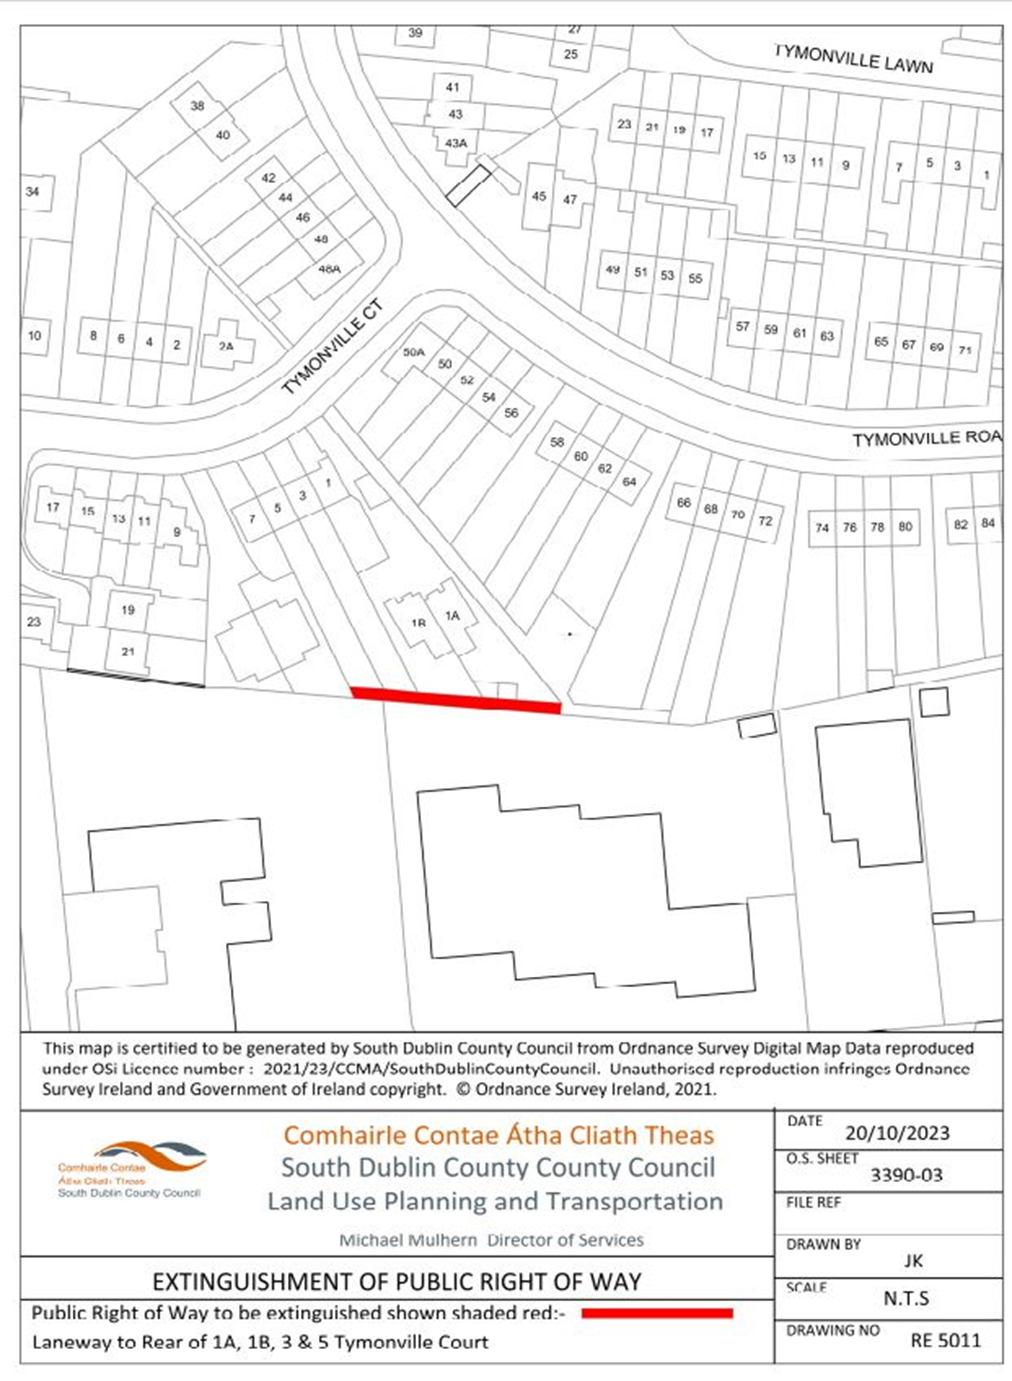 39
27
25
TYMONVILLE LAWN
41
43
43A
38
40
23 21 19 17
15 13 11 9
7 5 3 1
34
42
44
46
48
48A
45 47
49 51 53 55
57 59 61 63
65 67 69 71
10
8 6 4 2
2A
TYMONVILLE CT
50A
50
52
54
56
58
60
62
64
TYMONVILLE ROA
66 68 70 72
74 76 78 80
82 84
17 15 13 11 9
7 5 3 1
19
21
23
1B 1A
This map is certified to be generated by South Dublin County Council from Ordnance Survey Digital Map Data reproduced
under OSi Licence number : 2021/23/CCMA/SouthDublinCountyCouncil. Unauthorised reproduction infringes Ordnance
Survey Ireland and Government of Ireland copyright. © Ordnance Survey Ireland, 2021.
Comhairle Contae
Átha Cliath Theas
South Dublin County Council
Comhairle Contae Átha Cliath Theas
South Dublin County County Council
Land Use Planning and Transportation
Michael Mulhern Director of Services
EXTINGUISHMENT OF PUBLIC RIGHT OF WAY
Public Right of Way to be extinguished shown shaded red:-
Laneway to Rear of 1A, 1B, 3 & 5 Tymonville Court
DATE
20/10/2023
O.S. SHEET
3390-03
FILE REF
DRAWN BY
JK
SCALE
N.T.S
DRAWING NO
RE 5011